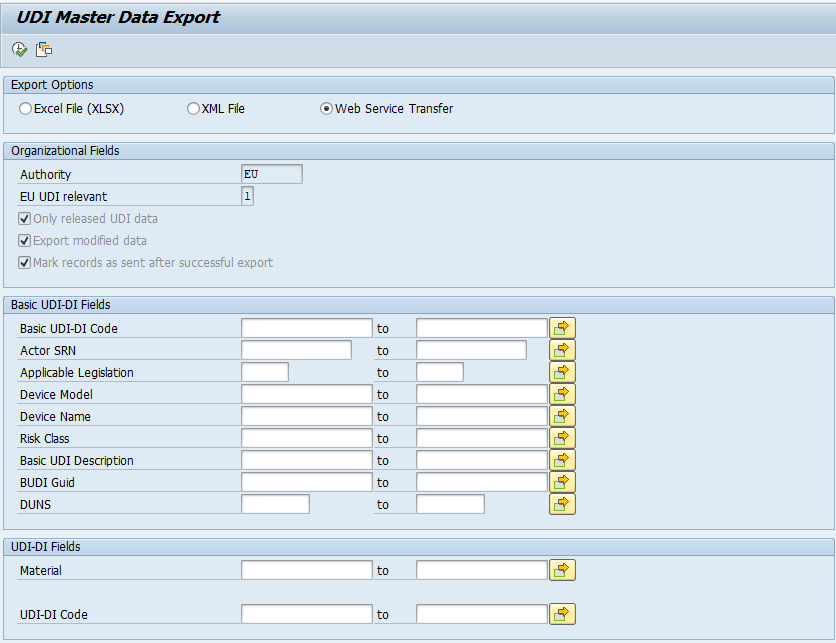 UDI Master Data Export
Export Options
Excel File (XLSX) XML File Web Service Transfer
Organizational Fields
Authority EU
EU UDI relevant 1
Only released UDI data
Export modified data
Mark records as sent after successful export
Basic UDI-DI Fields
Basic UDI-DI Code to
Actor SRN to
Applicable Legislation to
Device Model to
Device Name to
Risk Class to
Basic UDI Description to
BUDI Guid to
DUNS to
UDI-DI Fields
Material to
UDI-DI Code to